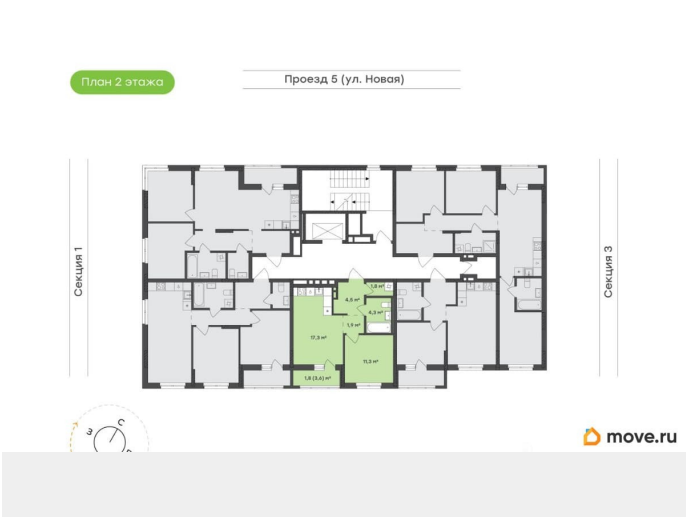 План 2 этажа
Проезд 5 (ул. Новая)
Секция 1
Секция 3
1,8 м²
4,5 м²
4,3 м²
1,9 м²
17,3 м²
11,3 м²
1,8 (3,6) м²
С
З
move.ru